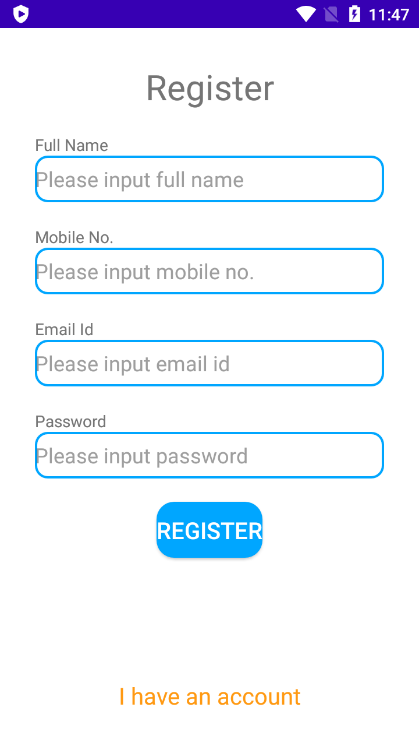 11:47
Register
Full Name
Please input full name
Mobile No.
Please input mobile no.
Email Id
Please input email id
Password
Please input password
REGISTER
I have an account